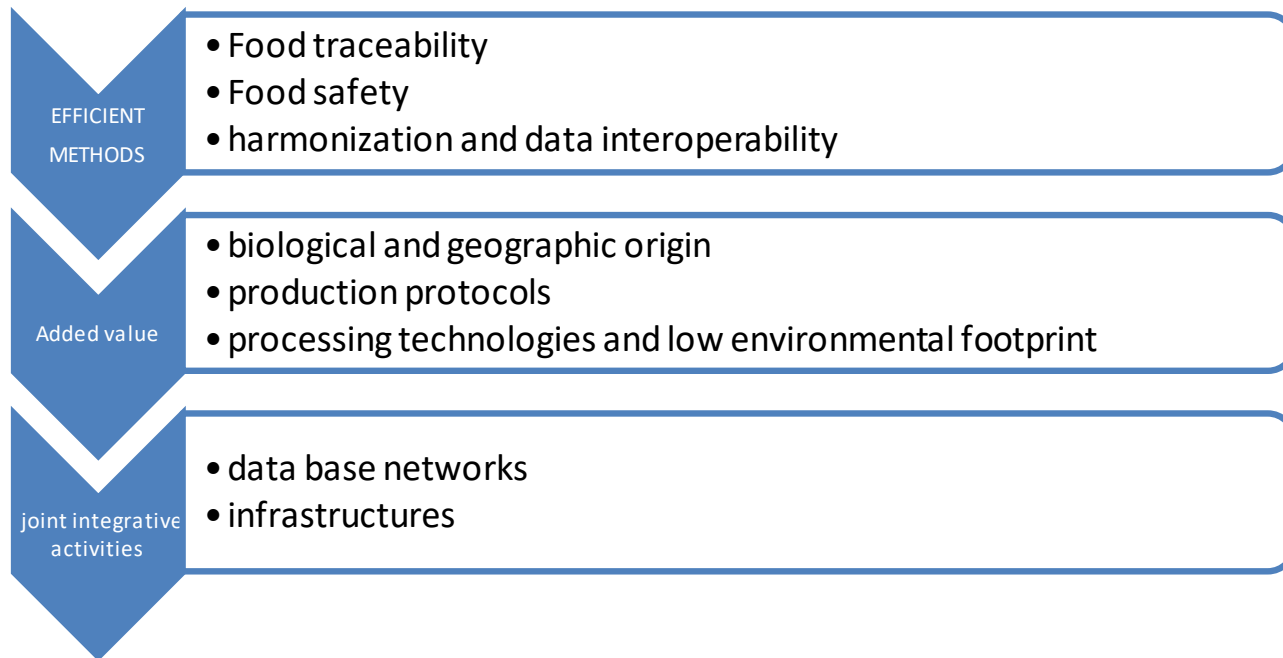 EFFICIENT
METHODS
• Food traceability
• Food safety
• harmonization and data interoperability
Added value
• biological and geographic origin
• production protocols
• processing technologies and low environmental footprint
joint integrative
activities
• data base networks
• infrastructures